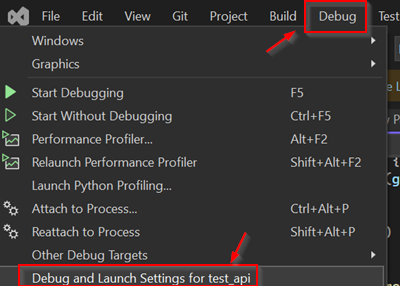 File Edit View Git Project Build Debug Test
Windows
Graphics
Start Debugging F5
Start Without Debugging Ctrl+F5
Performance Profiler... Alt+F2
Relaunch Performance Profiler Shift+Alt+F2
Launch Python Profiling...
Attach to Process... Ctrl+Alt+P
Reattach to Process Shift+Alt+P
Other Debug Targets
Debug and Launch Settings for test_api